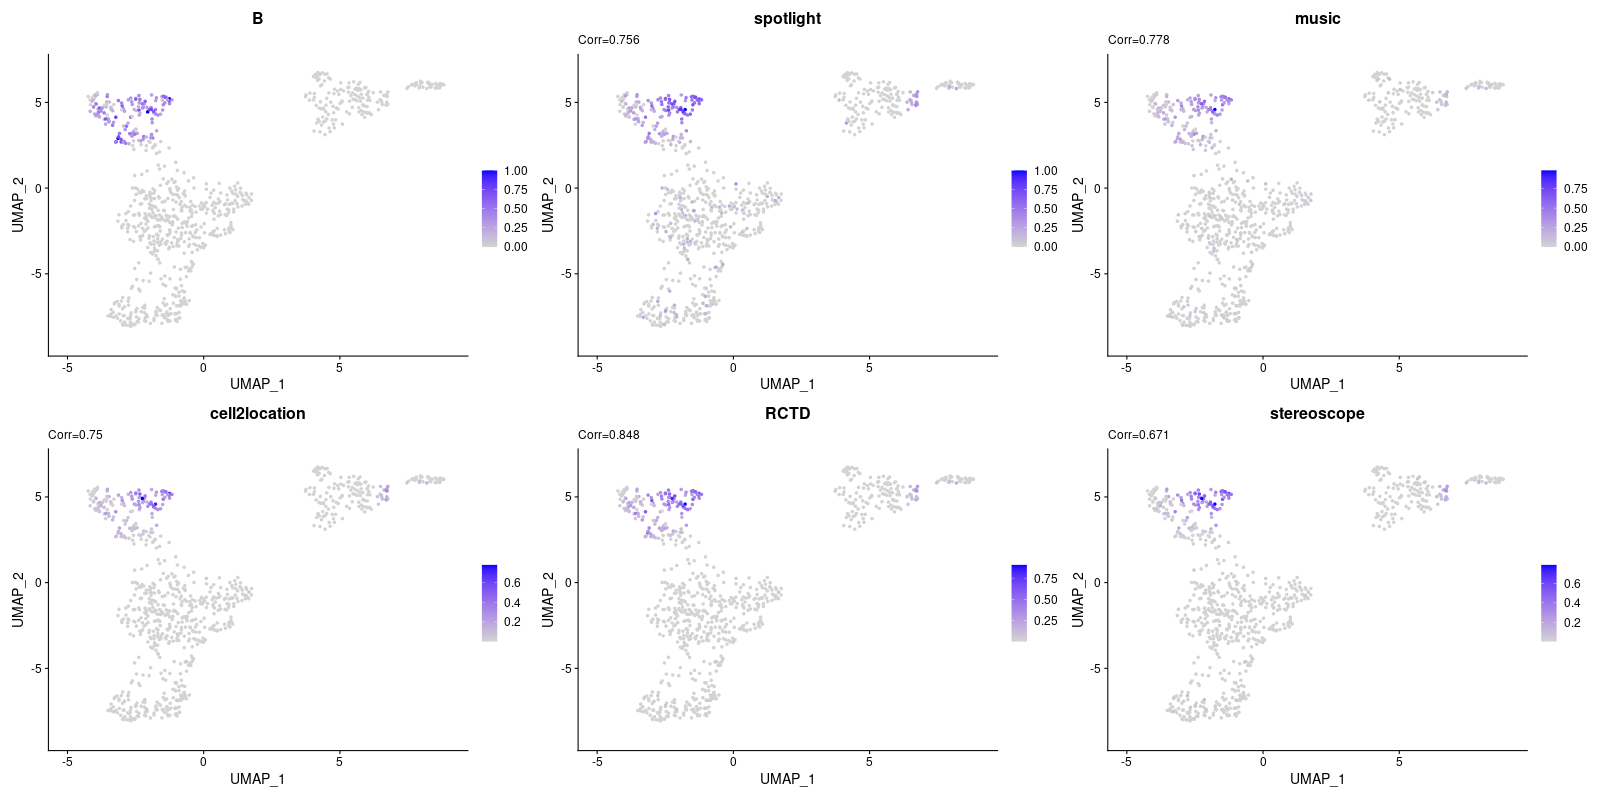 B
UMAP_2
5
0
-5
1.00
0.75
0.50
0.25
0.00
-5
0
5
UMAP_1
spotlight
Corr=0.756
UMAP_2
5
0
-5
1.00
0.75
0.50
0.25
0.00
-5
0
5
UMAP_1
music
Corr=0.778
UMAP_2
5
0
-5
0.75
0.50
0.25
0.00
-5
0
5
UMAP_1
cell2location
Corr=0.75
UMAP_2
5
0
-5
0.6
0.4
0.2
-5
0
5
UMAP_1
RCTD
Corr=0.848
UMAP_2
5
0
-5
0.75
0.50
0.25
-5
0
5
UMAP_1
stereoscope
Corr=0.671
UMAP_2
5
0
-5
0.6
0.4
0.2
-5
0
5
UMAP_1